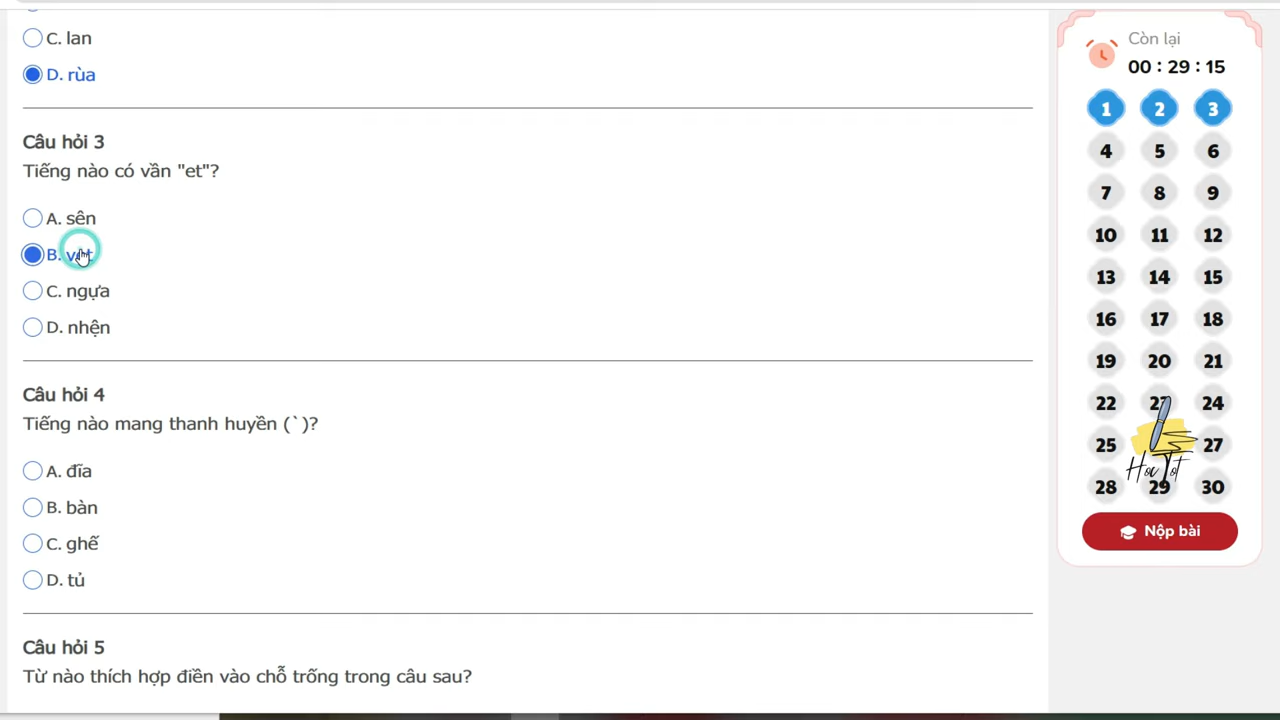 C. lan
D. rùa
Câu hỏi 3
Tiếng nào có vần "et"?
A. sên
B.
C. ngựa
D. nhện
Câu hỏi 4
Tiếng nào mang thanh huyền (`)?
A. đĩa
B. bàn
C. ghế
D. tủ
Câu hỏi 5
Từ nào thích hợp điền vào chỗ trống trong câu sau?
Còn lại
00 : 29 : 15
1 2 3
4 5 6
7 8 9
10 11 12
13 14 15
16 17 18
19 20 21
22 24
25 27
Hoc Tot
28 29 30
Nộp bài